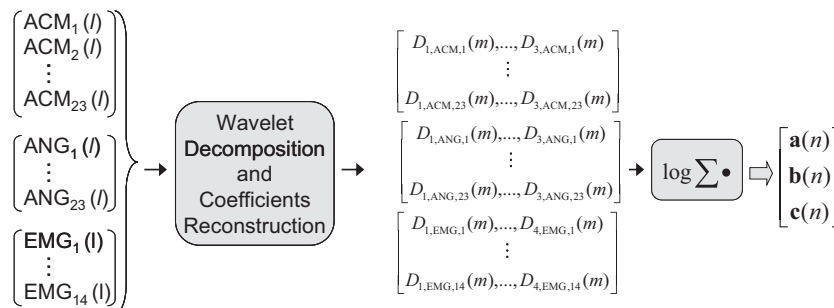 ACM₁(l)
ACM₂(l)
⋮
ACM₂₃(l)
ANG₁(l)
⋮
ANG₂₃(l)
EMG₁(l)
⋮
EMG₁₄(l)
Wavelet
Decomposition
and
Coefficients
Reconstruction
D₁,ACM,₁(m),...,D₃,ACM,₁(m)
⋮
D₁,ACM,₂₃(m),...,D₃,ACM,₂₃(m)
D₁,ANG,₁(m),...,D₃,ANG,₁(m)
⋮
D₁,ANG,₂₃(m),...,D₃,ANG,₂₃(m)
D₁,EMG,₁(m),...,D₄,EMG,₁(m)
⋮
D₁,EMG,₁₄(m),...,D₄,EMG,₁₄(m)
log ∑ •
a(n)
b(n)
c(n)